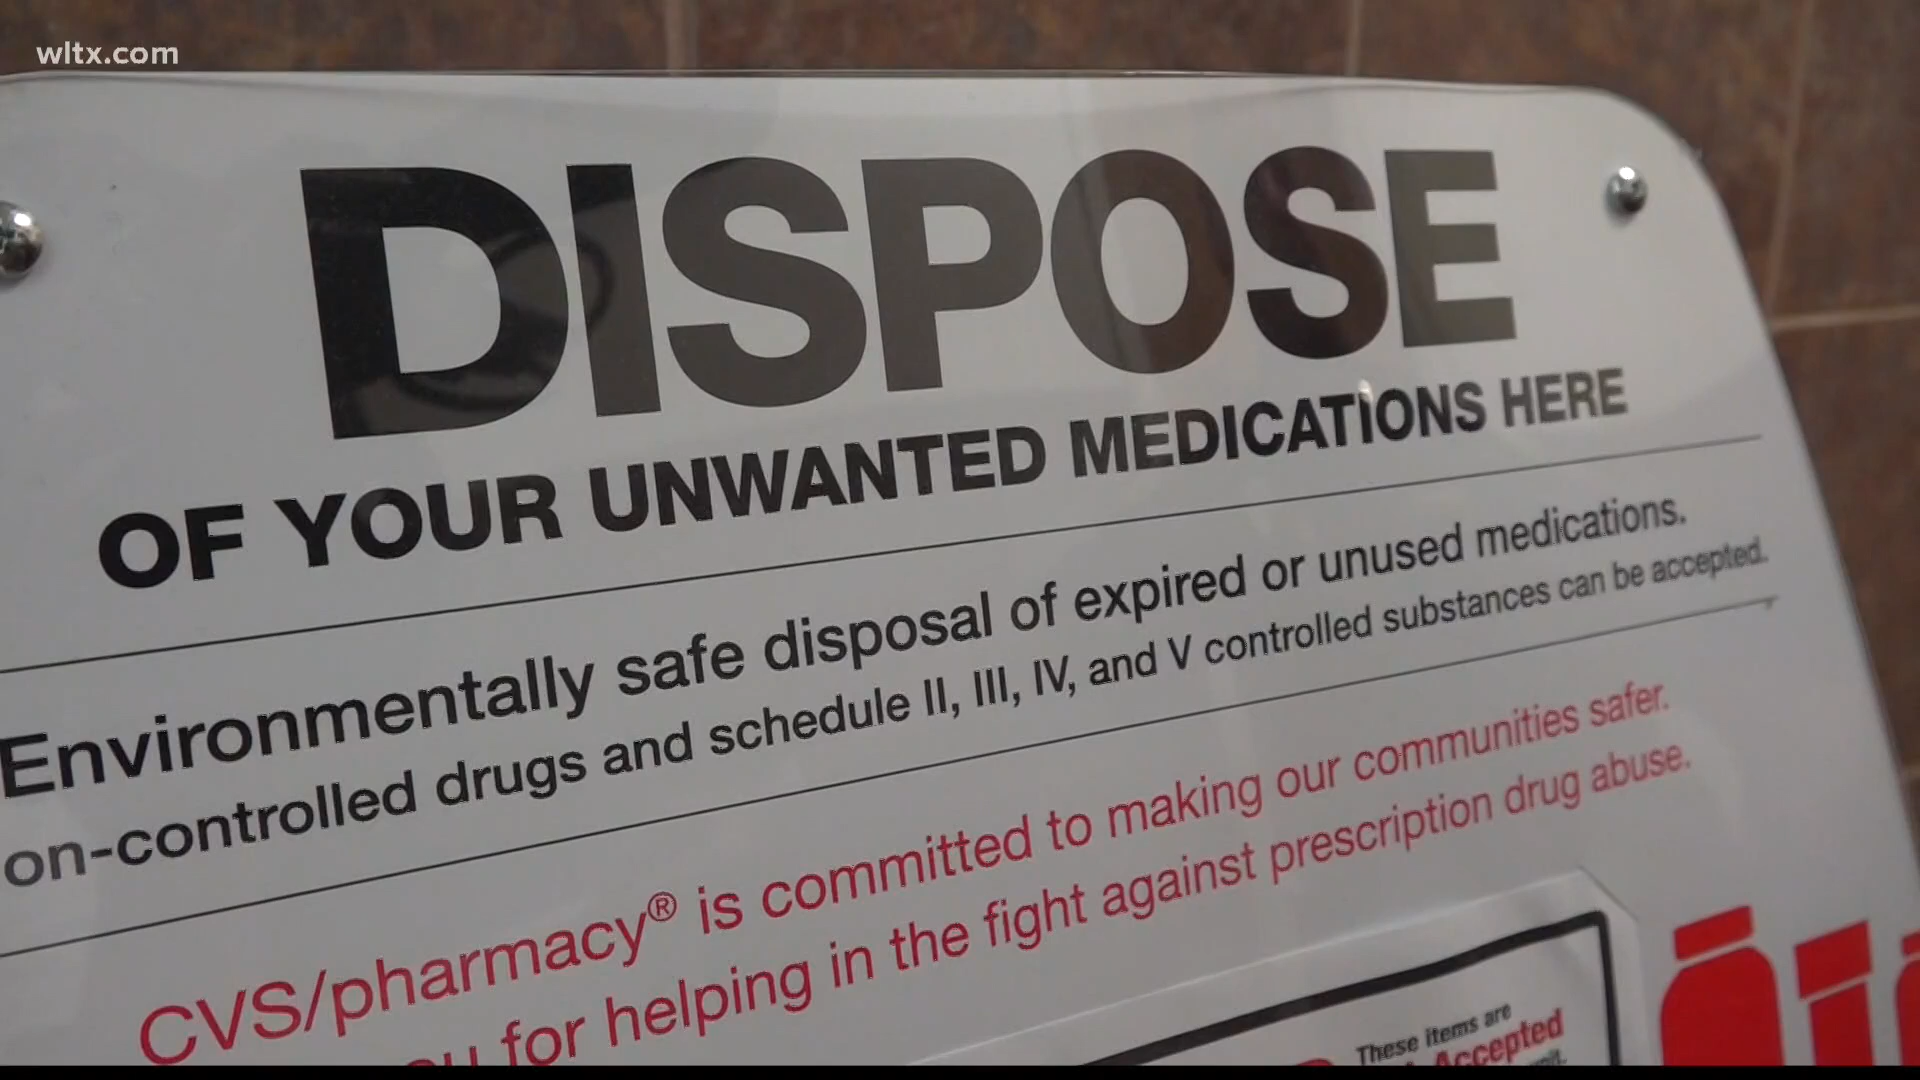 wltx.com
DISPOSE
OF YOUR UNWANTED MEDICATIONS HERE
Environmentally safe disposal of expired or unused medications.
on-controlled drugs and schedule II, III, IV, and V controlled substances can be accepted.
CVS/pharmacy® is committed to making our communities safer.
for helping in the fight against prescription drug abuse.
These items are
Accepted